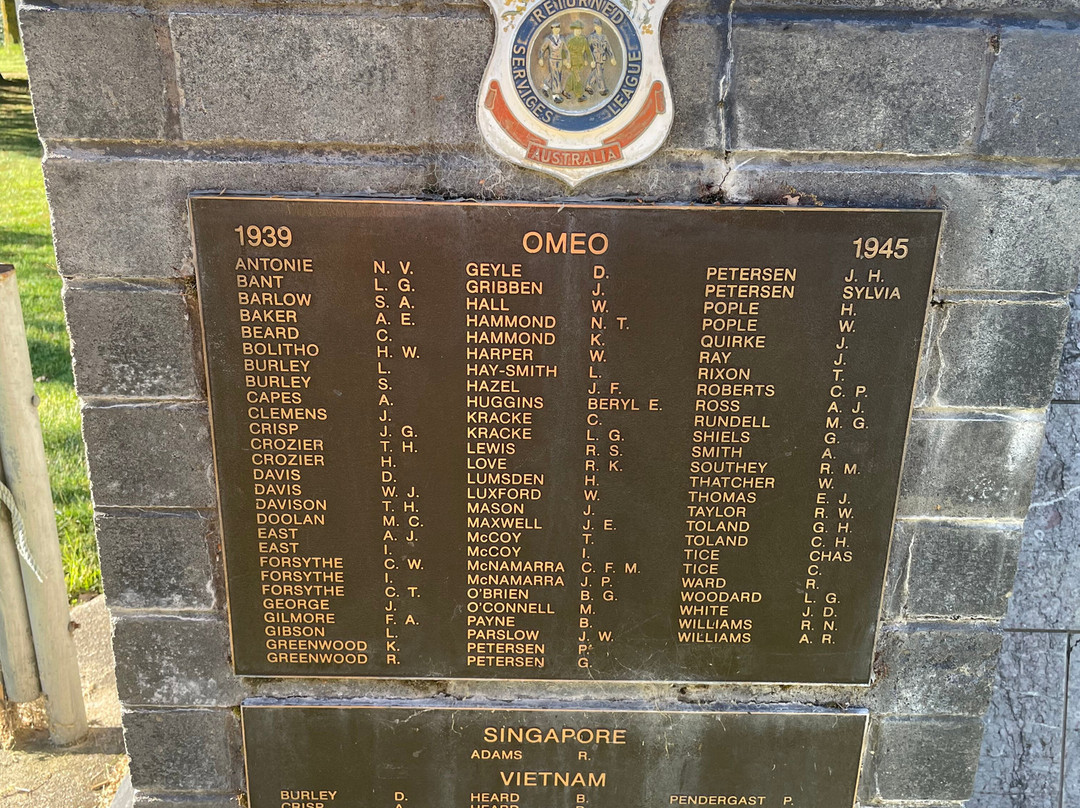 RETURNED
SERVICES LEAGUE
AUSTRALIA
1939 OMEO 1945
ANTONIE N. V.
BANT L. G.
BARLOW S. A.
BAKER A. E.
BEARD C.
BOLITHO H. W.
BURLEY L.
BURLEY S.
CAPES A.
CLEMENS J.
CRISP J. G.
CROZIER T. H.
CROZIER H.
DAVIS D.
DAVIS W. J.
DAVISON T. H.
DOOLAN M. C.
EAST A. J.
EAST I.
FORSYTHE C. W.
FORSYTHE I.
FORSYTHE C. T.
GEORGE J.
GILMORE F. A.
GIBSON L.
GREENWOOD K.
GREENWOOD R.
GEYLE D.
GRIBBEN J.
HALL W.
HAMMOND N. T.
HAMMOND K.
HARPER W.
HAY-SMITH L.
HAZEL J. F.
HUGGINS BERYL E.
KRACKE C.
KRACKE L. G.
LEWIS R. S.
LOVE R. K.
LUMSDEN H.
LUXFORD W.
MASON J.
MAXWELL J. E.
McCOY T.
McCOY I.
McNAMARRA C. F. M.
McNAMARRA J. P.
O'BRIEN B. G.
O'CONNELL M.
PAYNE B.
PARSLOW J. W.
PETERSEN P.
PETERSEN G.
PETERSEN J. H.
PETERSEN SYLVIA
POPLE H.
POPLE W.
QUIRKE J.
RAY J.
RIXON T.
ROBERTS C. P.
ROSS A. J.
RUNDELL M. G.
SHIELS G.
SMITH A.
SOUTHEY R. M.
THATCHER W.
THOMAS E. J.
TAYLOR R. W.
TOLAND G. H.
TOLAND C. H.
TICE CHAS
TICE C.
WARD R.
WOODARD L. G.
WHITE J. D.
WILLIAMS R. N.
WILLIAMS A. R.
SINGAPORE
ADAMS R.
VIETNAM
BURLEY D. HEARD B. PENDERGAST P.
CRISP A. HEARD